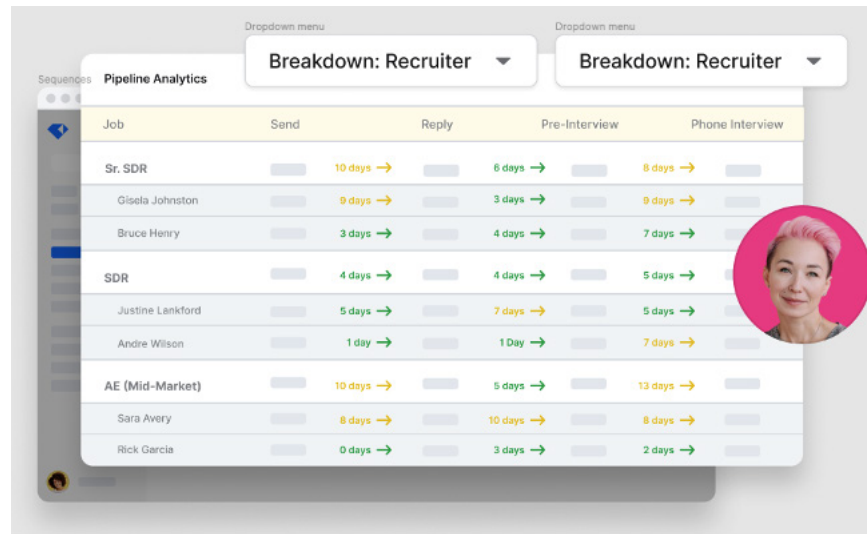 Dropdown menu
Dropdown menu
Breakdown: Recruiter
Breakdown: Recruiter
Sequences
Pipeline Analytics
Job Send Reply Pre-Interview Phone Interview
Sr. SDR 10 days → 6 days → 8 days →
Gisela Johnston 9 days → 3 days → 9 days →
Bruce Henry 3 days → 4 days → 7 days →
SDR 4 days → 4 days → 5 days →
Justine Lankford 5 days → 7 days → 5 days →
Andre Wilson 1 day → 1 Day → 7 days →
AE (Mid-Market) 10 days → 5 days → 13 days →
Sara Avery 8 days → 10 days → 8 days →
Rick Garcia 0 days → 3 days → 2 days →